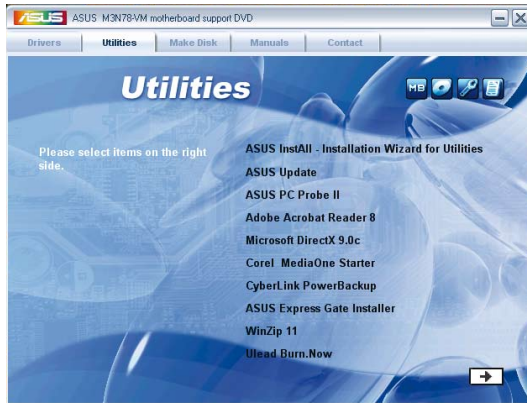 ASUS M3N78-VM motherboard support DVD
Drivers Utilities Make Disk Manuals Contact
Utilities
MB
Please select items on the right
side.
ASUS InstAll - Installation Wizard for Utilities
ASUS Update
ASUS PC Probe II
Adobe Acrobat Reader 8
Microsoft DirectX 9.0c
Corel MediaOne Starter
CyberLink PowerBackup
ASUS Express Gate Installer
WinZip 11
Ulead Burn.Now